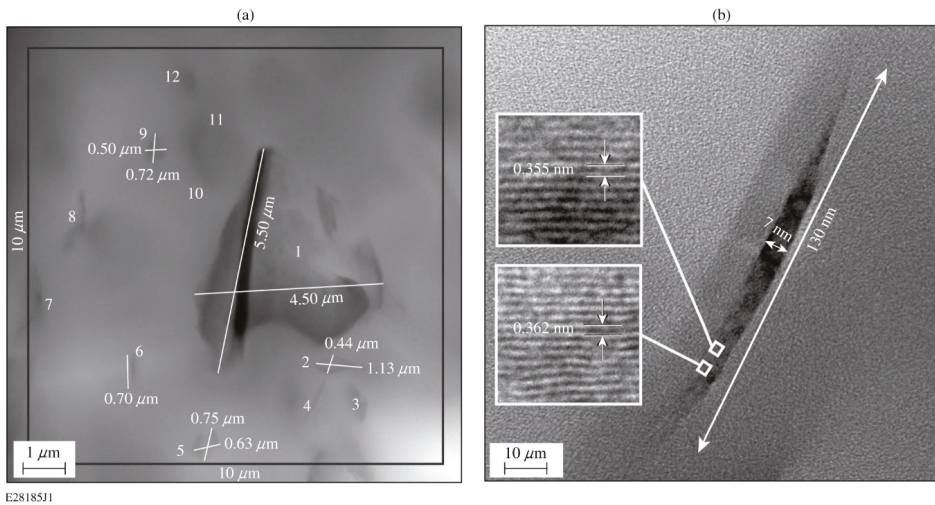 (a)
(b)
12
11
9
0.50 μm
0.72 μm
10
8
10 μm
5.50 μm
1
4.50 μm
7
0.44 μm
6
2
1.13 μm
0.70 μm
4
3
0.75 μm
0.63 μm
5
1 μm
10 μm
0.355 nm
7 nm
130 nm
0.362 nm
10 μm
E28185J1